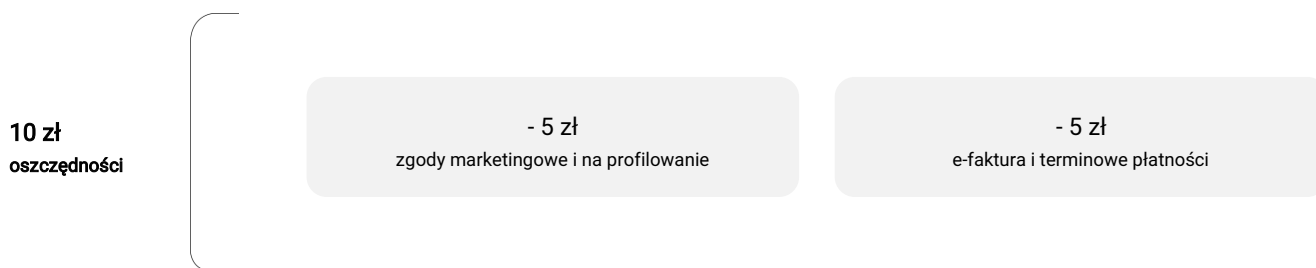 10 zł
oszczędności
- 5 zł
zgody marketingowe i na profilowanie
- 5 zł
e-faktura i terminowe płatności